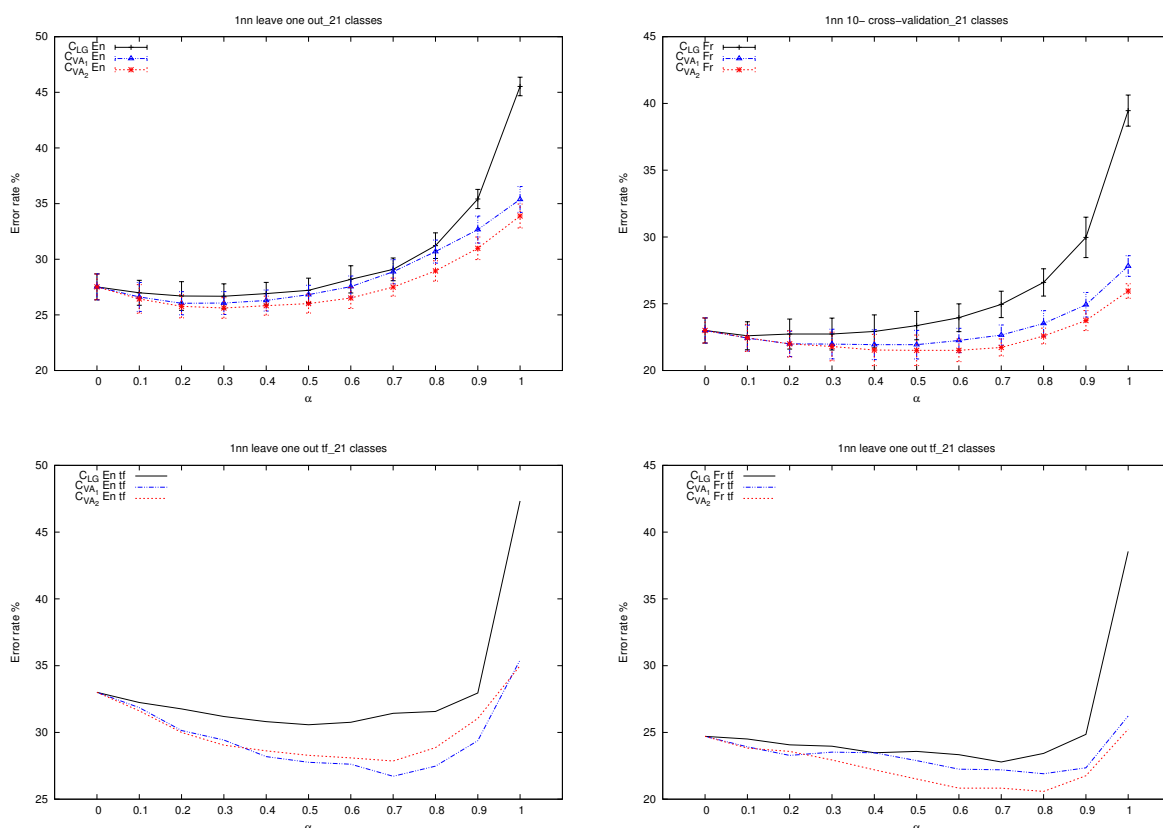 1nn leave one out_21 classes
50
45
40
35
30
25
20
Error rate %
C_LG En
C_VA1 En
C_VA2 En
0 0.1 0.2 0.3 0.4 0.5 0.6 0.7 0.8 0.9 1
α
1nn 10- cross-validation_21 classes
45
40
35
30
25
20
Error rate %
C_LG Fr
C_VA1 Fr
C_VA2 Fr
0 0.1 0.2 0.3 0.4 0.5 0.6 0.7 0.8 0.9 1
α
1nn leave one out tf_21 classes
50
45
40
35
30
25
Error rate %
C_LG En tf
C_VA1 En tf
C_VA2 En tf
0 0.1 0.2 0.3 0.4 0.5 0.6 0.7 0.8 0.9 1
α
1nn leave one out tf_21 classes
45
40
35
30
25
20
Error rate %
C_LG Fr tf
C_VA1 Fr tf
C_VA2 Fr tf
0 0.1 0.2 0.3 0.4 0.5 0.6 0.7 0.8 0.9 1
α